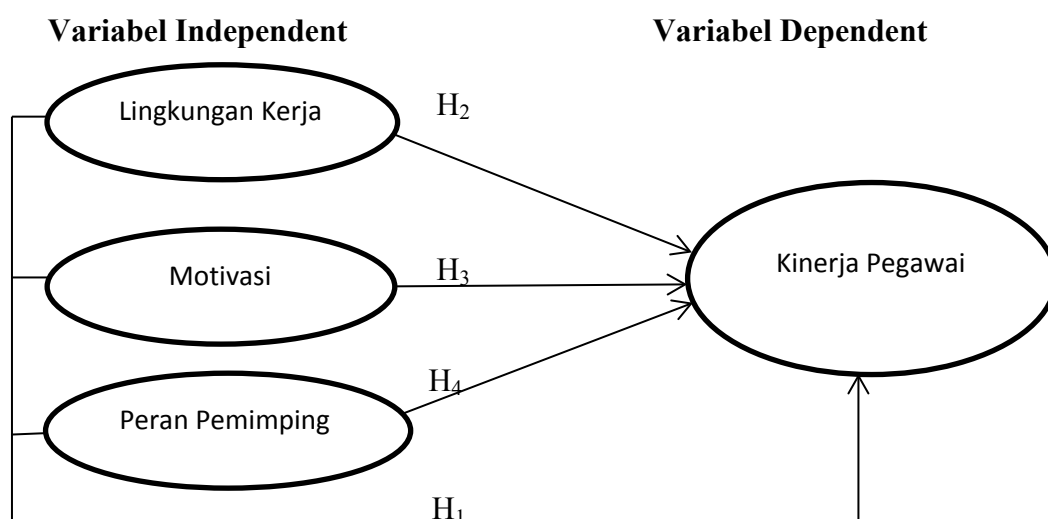 Variabel Independent
Variabel Dependent
Lingkungan Kerja
H₂
Motivasi
H₃
Kinerja Pegawai
Peran Pemimping
H₄
H₁